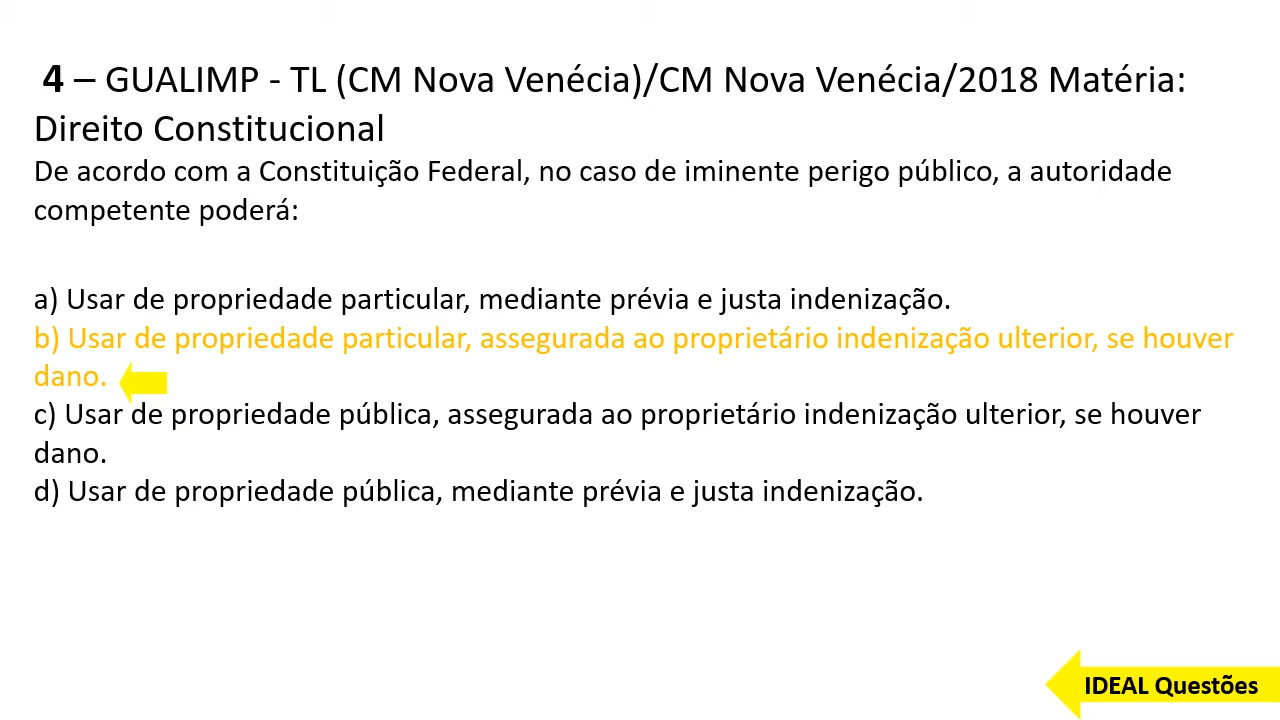 4 – GUALIMP - TL (CM Nova Venécia)/CM Nova Venécia/2018 Matéria:
Direito Constitucional
De acordo com a Constituição Federal, no caso de iminente perigo público, a autoridade
competente poderá:
a) Usar de propriedade particular, mediante prévia e justa indenização.
b) Usar de propriedade particular, assegurada ao proprietário indenização ulterior, se houver
dano.
c) Usar de propriedade pública, assegurada ao proprietário indenização ulterior, se houver
dano.
d) Usar de propriedade pública, mediante prévia e justa indenização.
IDEAL Questões